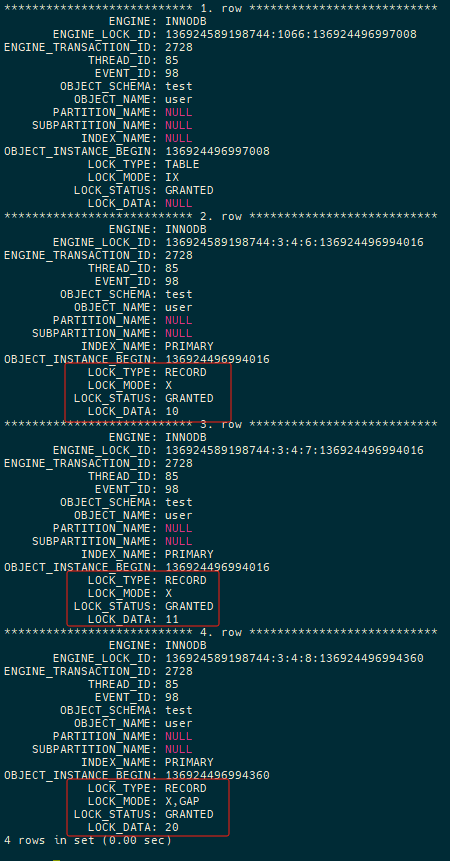 *************************** 1. row ***************************
ENGINE: INNODB
ENGINE_LOCK_ID: 136924589198744:1066:136924496997008
ENGINE_TRANSACTION_ID: 2728
THREAD_ID: 85
EVENT_ID: 98
OBJECT_SCHEMA: test
OBJECT_NAME: user
PARTITION_NAME: NULL
SUBPARTITION_NAME: NULL
INDEX_NAME: NULL
OBJECT_INSTANCE_BEGIN: 136924496997008
LOCK_TYPE: TABLE
LOCK_MODE: IX
LOCK_STATUS: GRANTED
LOCK_DATA: NULL
*************************** 2. row ***************************
ENGINE: INNODB
ENGINE_LOCK_ID: 136924589198744:3:4:6:136924496994016
ENGINE_TRANSACTION_ID: 2728
THREAD_ID: 85
EVENT_ID: 98
OBJECT_SCHEMA: test
OBJECT_NAME: user
PARTITION_NAME: NULL
SUBPARTITION_NAME: NULL
INDEX_NAME: PRIMARY
OBJECT_INSTANCE_BEGIN: 136924496994016
LOCK_TYPE: RECORD
LOCK_MODE: X
LOCK_STATUS: GRANTED
LOCK_DATA: 10
*************************** 3. row ***************************
ENGINE: INNODB
ENGINE_LOCK_ID: 136924589198744:3:4:7:136924496994016
ENGINE_TRANSACTION_ID: 2728
THREAD_ID: 85
EVENT_ID: 98
OBJECT_SCHEMA: test
OBJECT_NAME: user
PARTITION_NAME: NULL
SUBPARTITION_NAME: NULL
INDEX_NAME: PRIMARY
OBJECT_INSTANCE_BEGIN: 136924496994016
LOCK_TYPE: RECORD
LOCK_MODE: X
LOCK_STATUS: GRANTED
LOCK_DATA: 11
*************************** 4. row ***************************
ENGINE: INNODB
ENGINE_LOCK_ID: 136924589198744:3:4:8:136924496994360
ENGINE_TRANSACTION_ID: 2728
THREAD_ID: 85
EVENT_ID: 98
OBJECT_SCHEMA: test
OBJECT_NAME: user
PARTITION_NAME: NULL
SUBPARTITION_NAME: NULL
INDEX_NAME: PRIMARY
OBJECT_INSTANCE_BEGIN: 136924496994360
LOCK_TYPE: RECORD
LOCK_MODE: X,GAP
LOCK_STATUS: GRANTED
LOCK_DATA: 20
4 rows in set (0.00 sec)